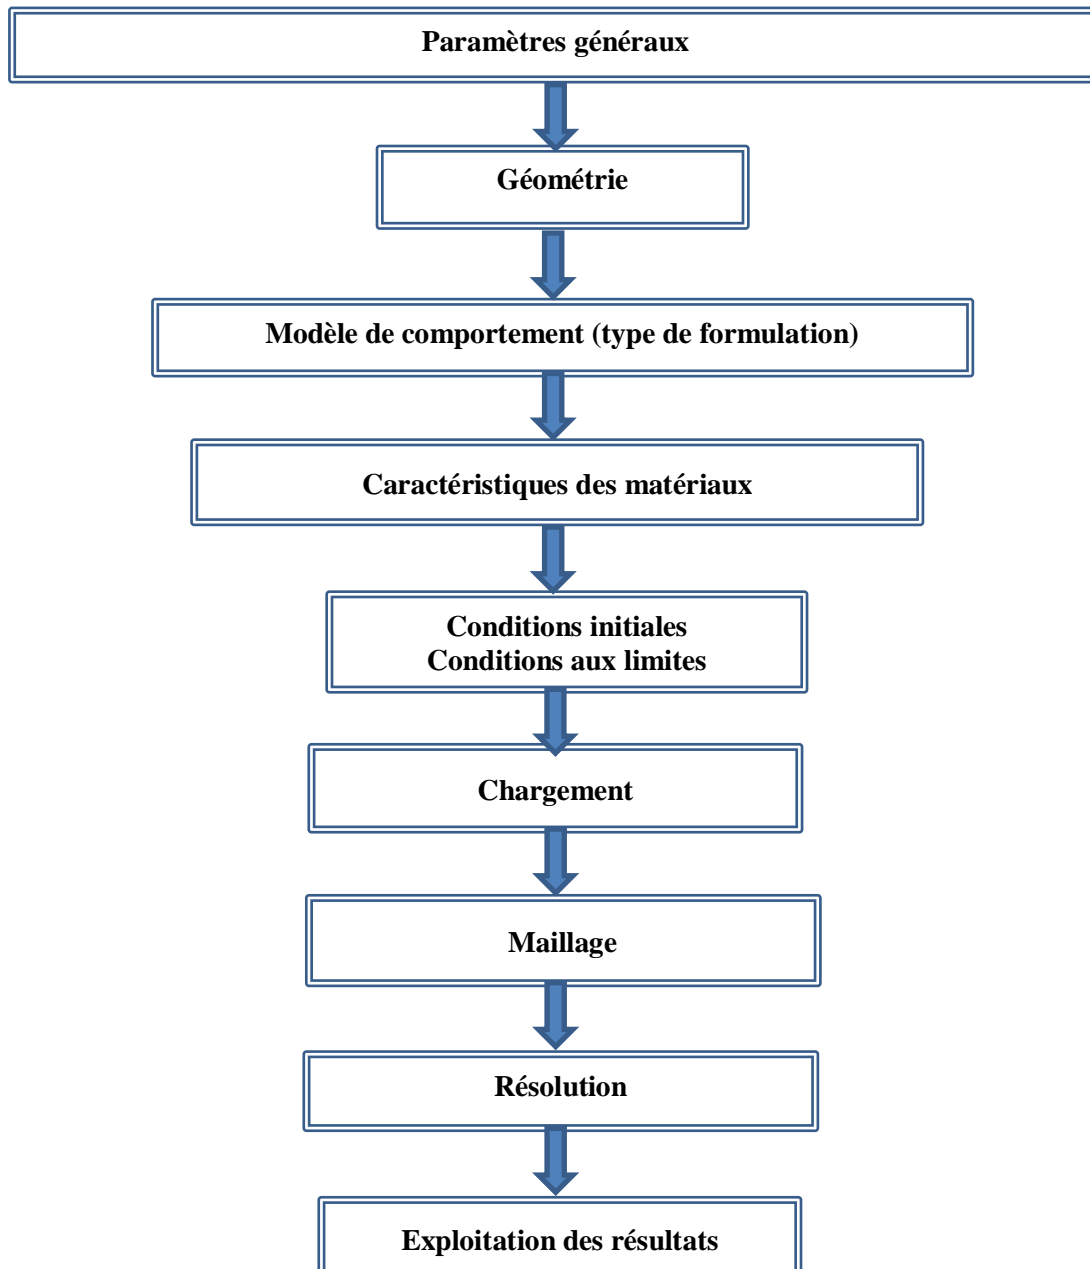 Paramètres généraux
Géométrie
Modèle de comportement (type de formulation)
Caractéristiques des matériaux
Conditions initiales
Conditions aux limites
Chargement
Maillage
Résolution
Exploitation des résultats